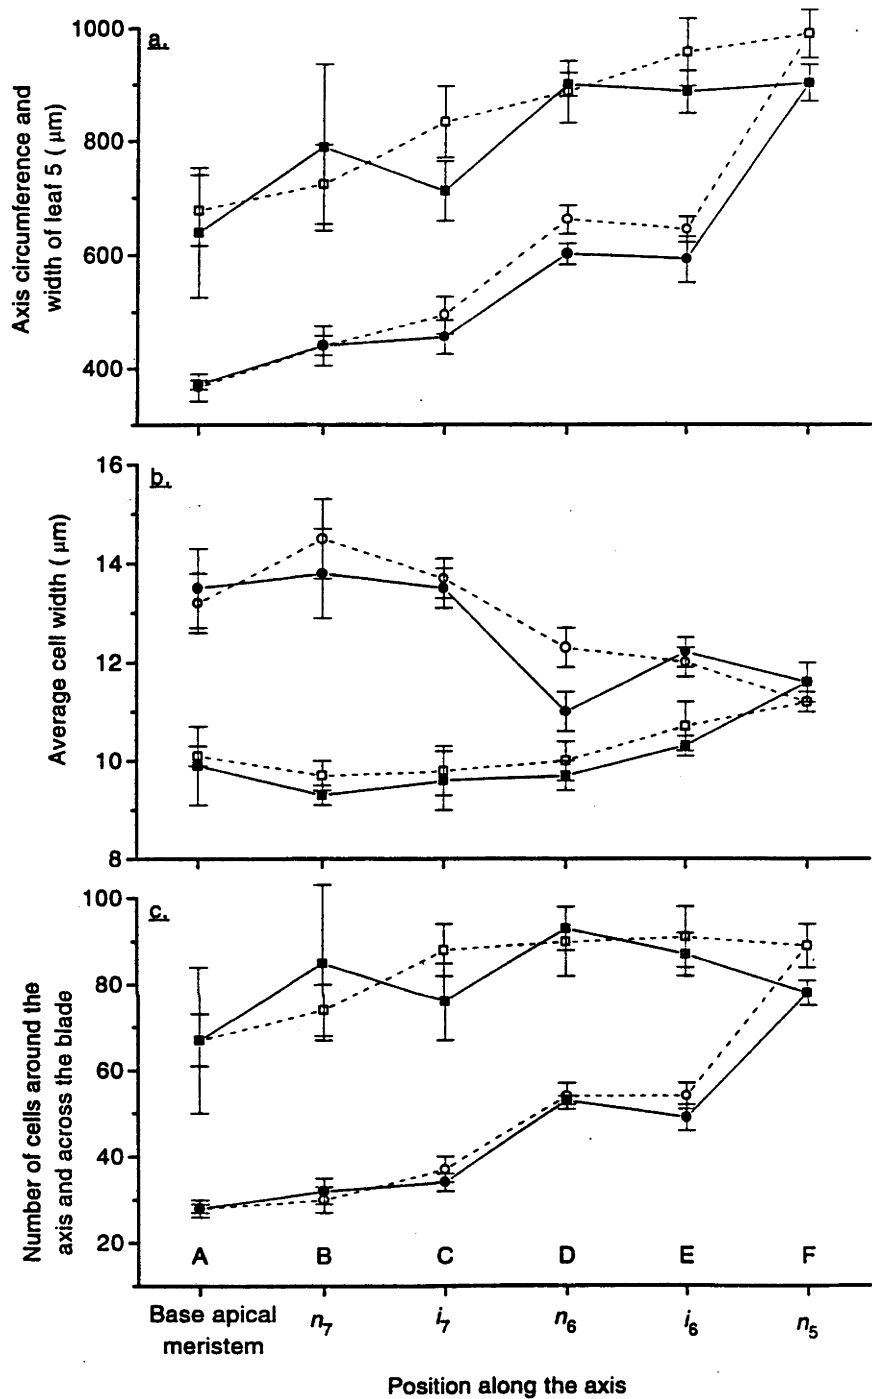 a.
1000
800
600
400
Axis circumference and
width of leaf 5 ( μm)
b.
16
14
12
10
8
Average cell width ( μm)
c.
100
80
60
40
20
Number of cells around the
axis and across the blade
A B C D E F
Base apical
meristem
n7 i7 n6 i6 n5
Position along the axis